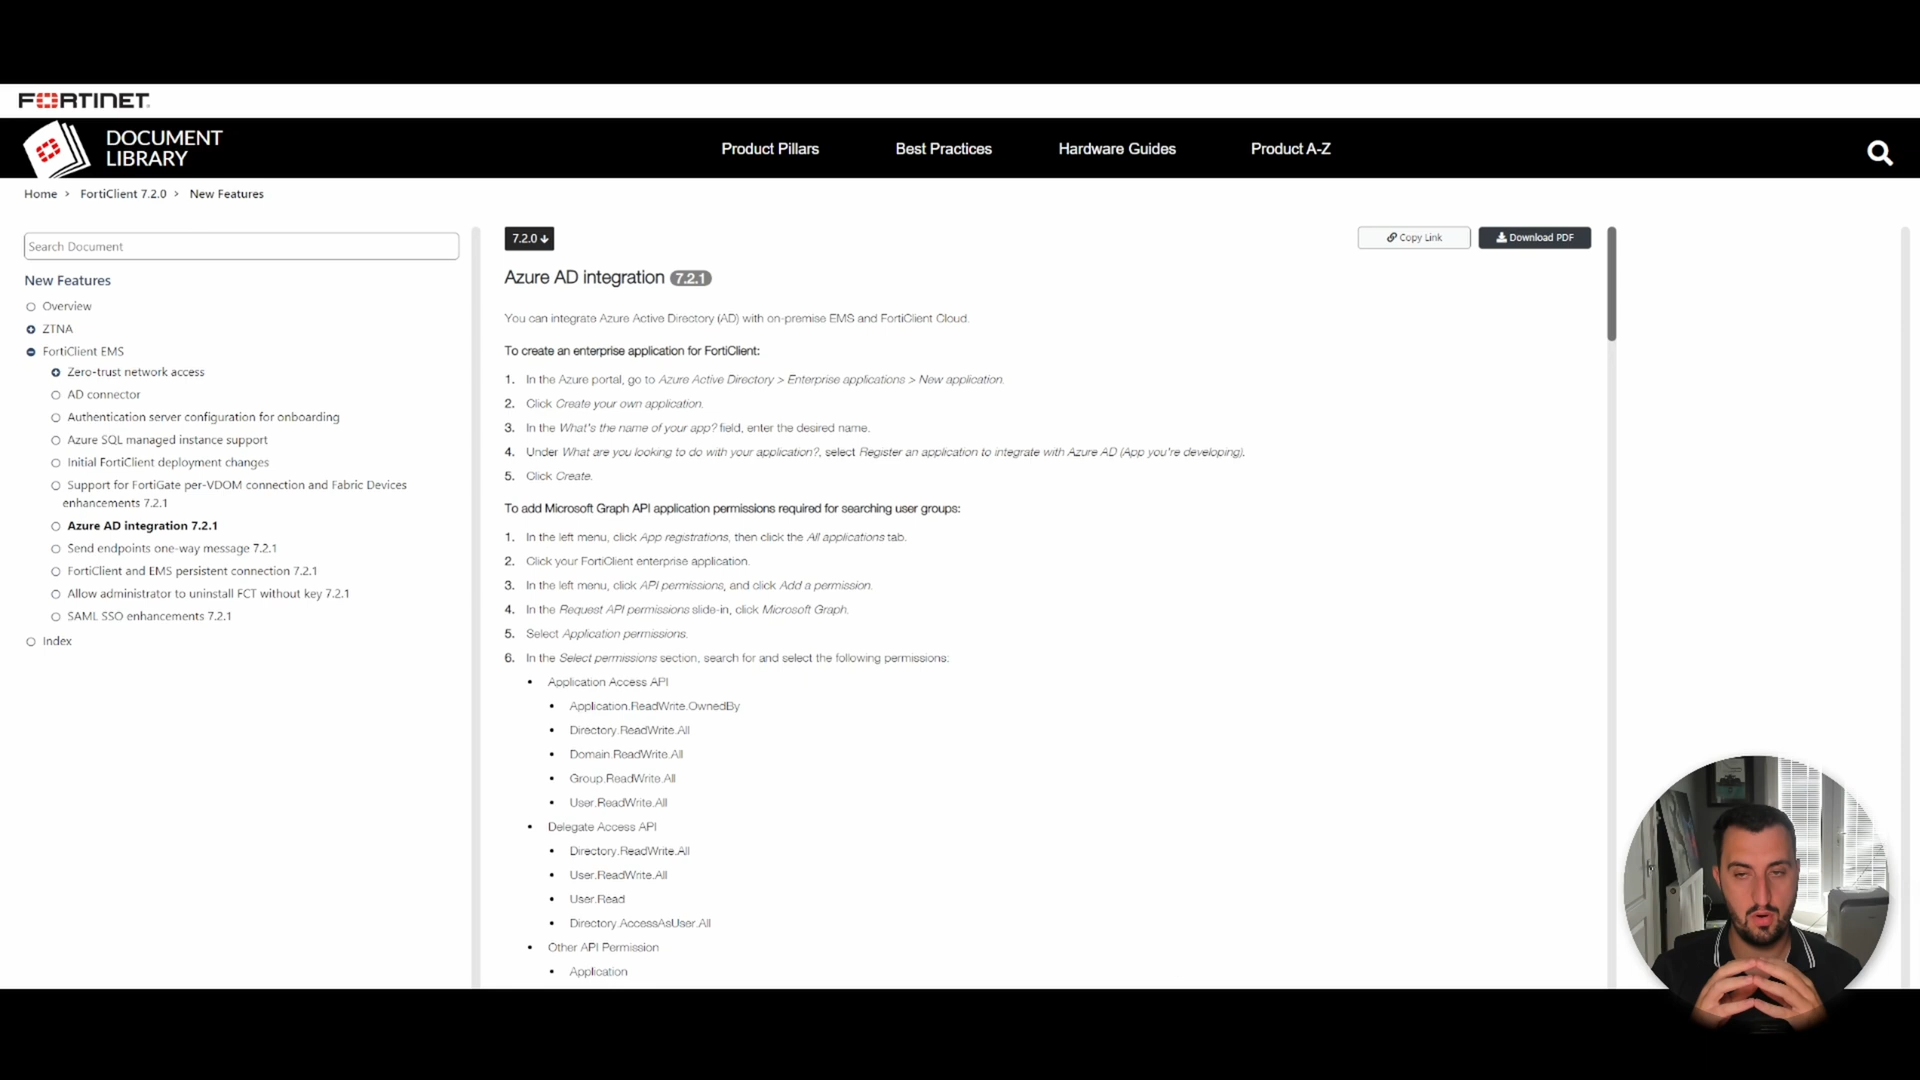 FORTINET
DOCUMENT
LIBRARY
Product Pillars
Best Practices
Hardware Guides
Product A-Z
Home > FortiClient 7.2.0 > New Features
Search Document
New Features
Overview
ZTNA
FortiClient EMS
Zero-trust network access
AD connector
Authentication server configuration for onboarding
Azure SQL managed instance support
Initial FortiClient deployment changes
Support for FortiGate per-VDOM connection and Fabric Devices
enhancements 7.2.1
Azure AD integration 7.2.1
Send endpoints one-way message 7.2.1
FortiClient and EMS persistent connection 7.2.1
Allow administrator to uninstall FCT without key 7.2.1
SAML SSO enhancements 7.2.1
Index
7.2.0
Copy Link
Download PDF
Azure AD integration 7.2.1
You can integrate Azure Active Directory (AD) with on-premise EMS and FortiClient Cloud.
To create an enterprise application for FortiClient:
1. In the Azure portal, go to Azure Active Directory > Enterprise applications > New application.
2. Click Create your own application.
3. In the What's the name of your app? field, enter the desired name.
4. Under What are you looking to do with your application?, select Register an application to integrate with Azure AD (App you're developing).
5. Click Create.
To add Microsoft Graph API application permissions required for searching user groups:
1. In the left menu, click App registrations, then click the All applications tab.
2. Click your FortiClient enterprise application.
3. In the left menu, click API permissions, and click Add a permission.
4. In the Request API permissions slide-in, click Microsoft Graph.
5. Select Application permissions.
6. In the Select permissions section, search for and select the following permissions:
• Application Access API
• Application.ReadWrite.OwnedBy
• Directory.ReadWrite.All
• Domain.ReadWrite.All
• Group.ReadWrite.All
• User.ReadWrite.All
• Delegate Access API
• Directory.ReadWrite.All
• User.ReadWrite.All
• User.Read
• Directory.AccessAsUser.All
• Other API Permission
• Application